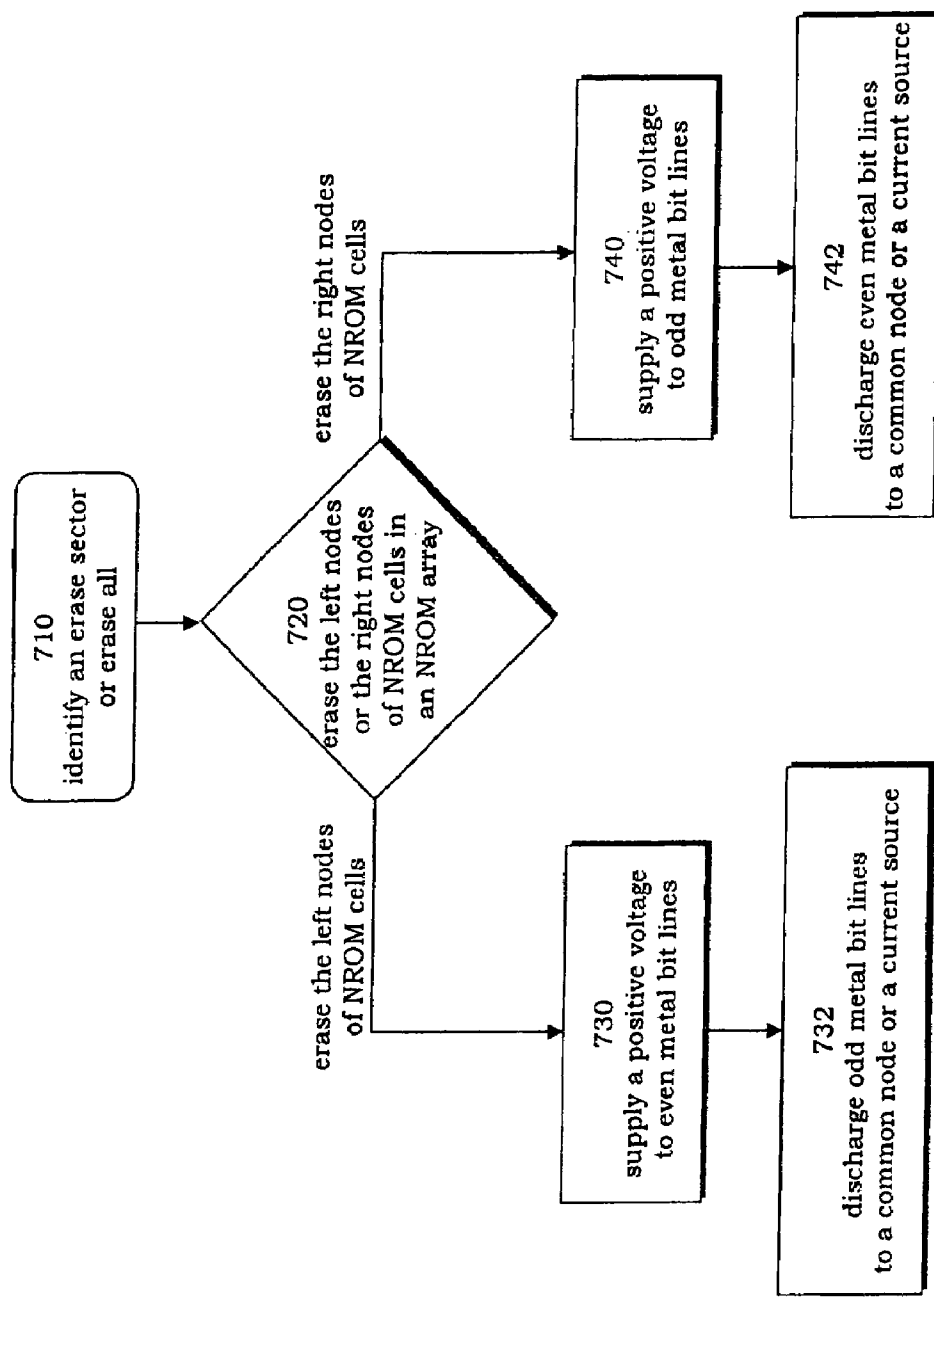 710
identify an erase sector
or erase all
720
erase the left nodes
or the right nodes
of NROM cells in
an NROM array
erase the left nodes
of NROM cells
erase the right nodes
of NROM cells
730
supply a positive voltage
to even metal bit lines
740
supply a positive voltage
to odd metal bit lines
732
discharge odd metal bit lines
to a common node or a current source
742
discharge even metal bit lines
to a common node or a current source